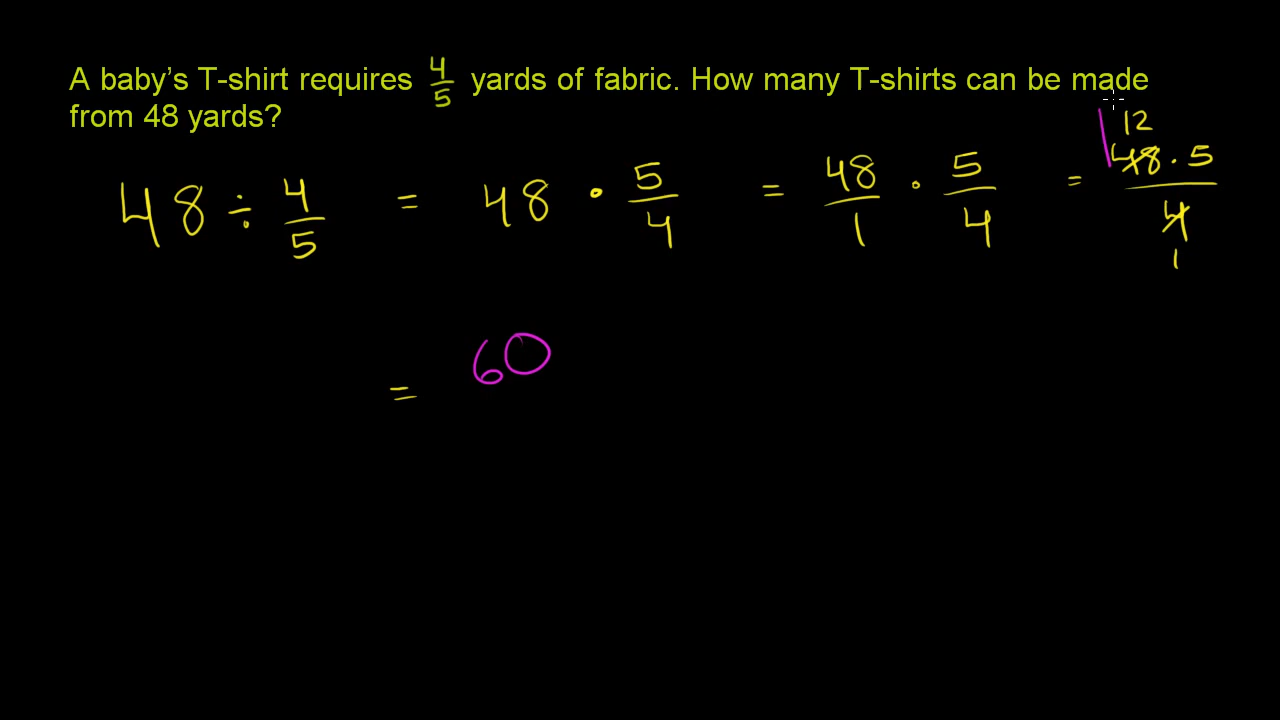 A baby's T-shirt requires 4/5 yards of fabric. How many T-shirts can be made
from 48 yards?
48 ÷ 4/5 = 48 · 5/4 = 48/1 · 5/4 = 48 · 5/4
12
1
= 60